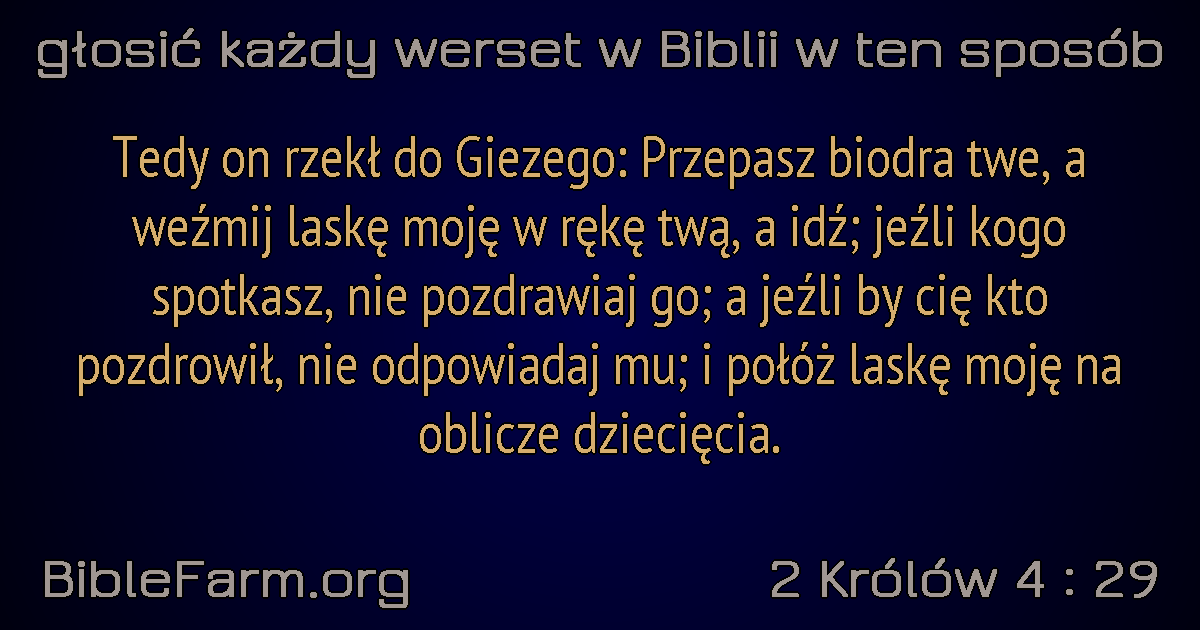 głosić każdy werset w Biblii w ten sposób
Tedy on rzekł do Giezego: Przepasz biodra twe, a
weźmij laskę moję w rękę twą, a idź; jeźli kogo
spotkasz, nie pozdrawiaj go; a jeźli by cię kto
pozdrowił, nie odpowiadaj mu; i połóż laskę moję na
oblicze dziecięcia.
BibleFarm.org
2 Królów 4 : 29